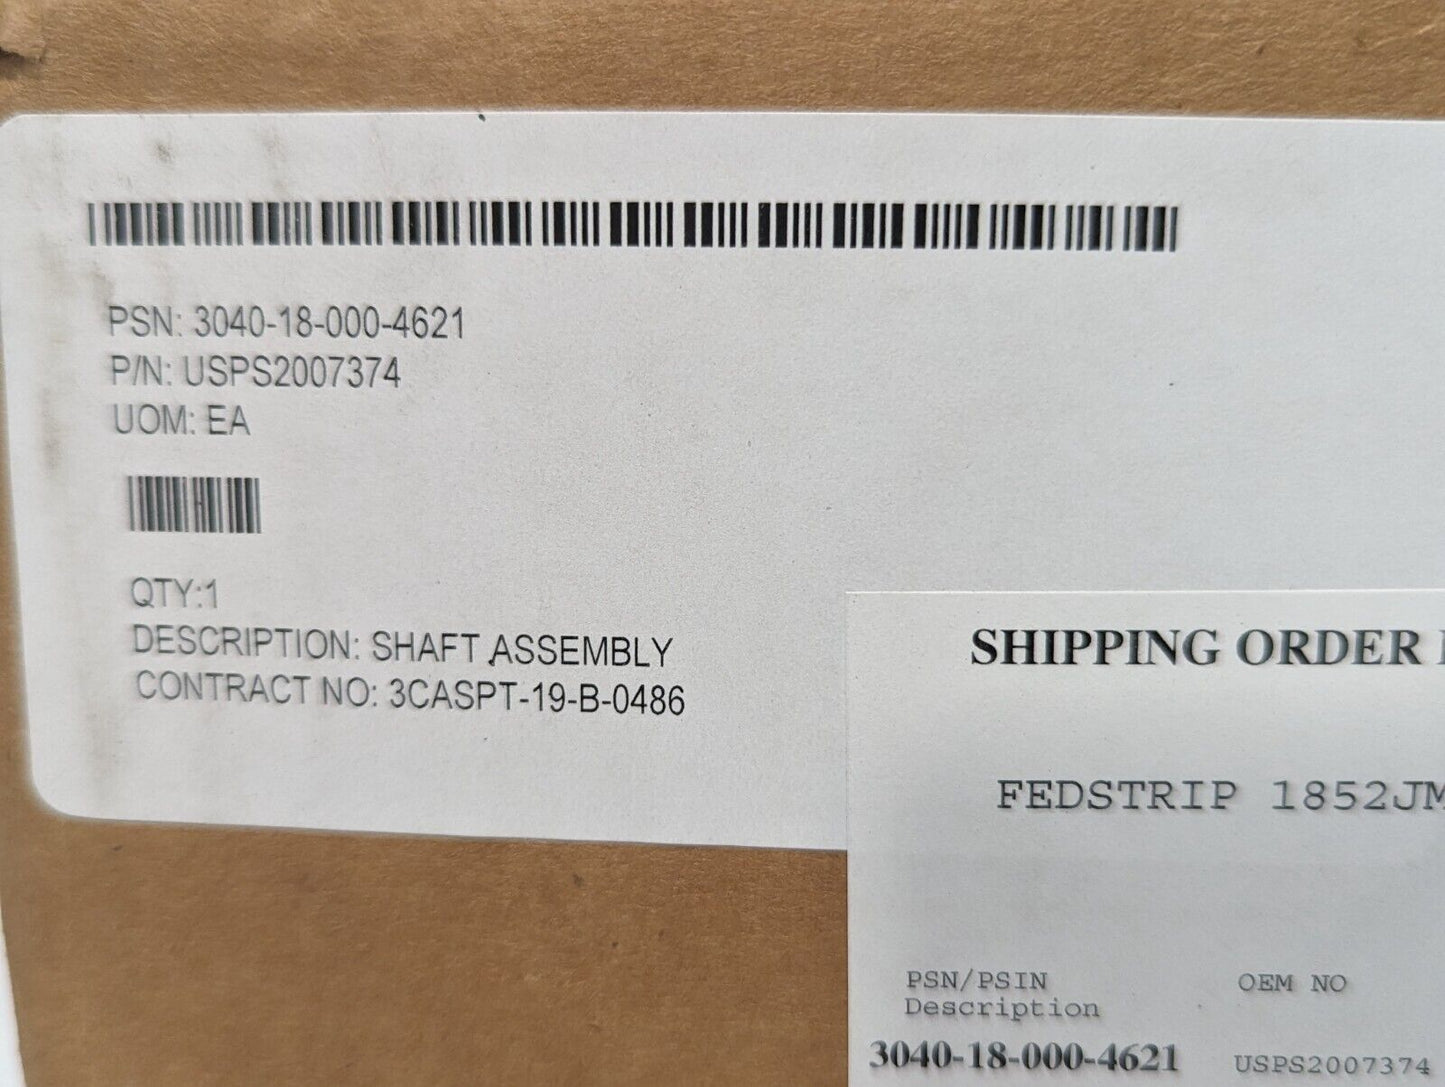 PSN: 3040-18-000-4621
P/N: USPS2007374
UOM: EA
QTY:1
DESCRIPTION: SHAFT ASSEMBLY
CONTRACT NO: 3CASPT-19-B-0486
SHIPPING ORDER
FEDSTRIP 1852JM
PSN/PSIN OEM NO
Description
3040-18-000-4621 USPS2007374